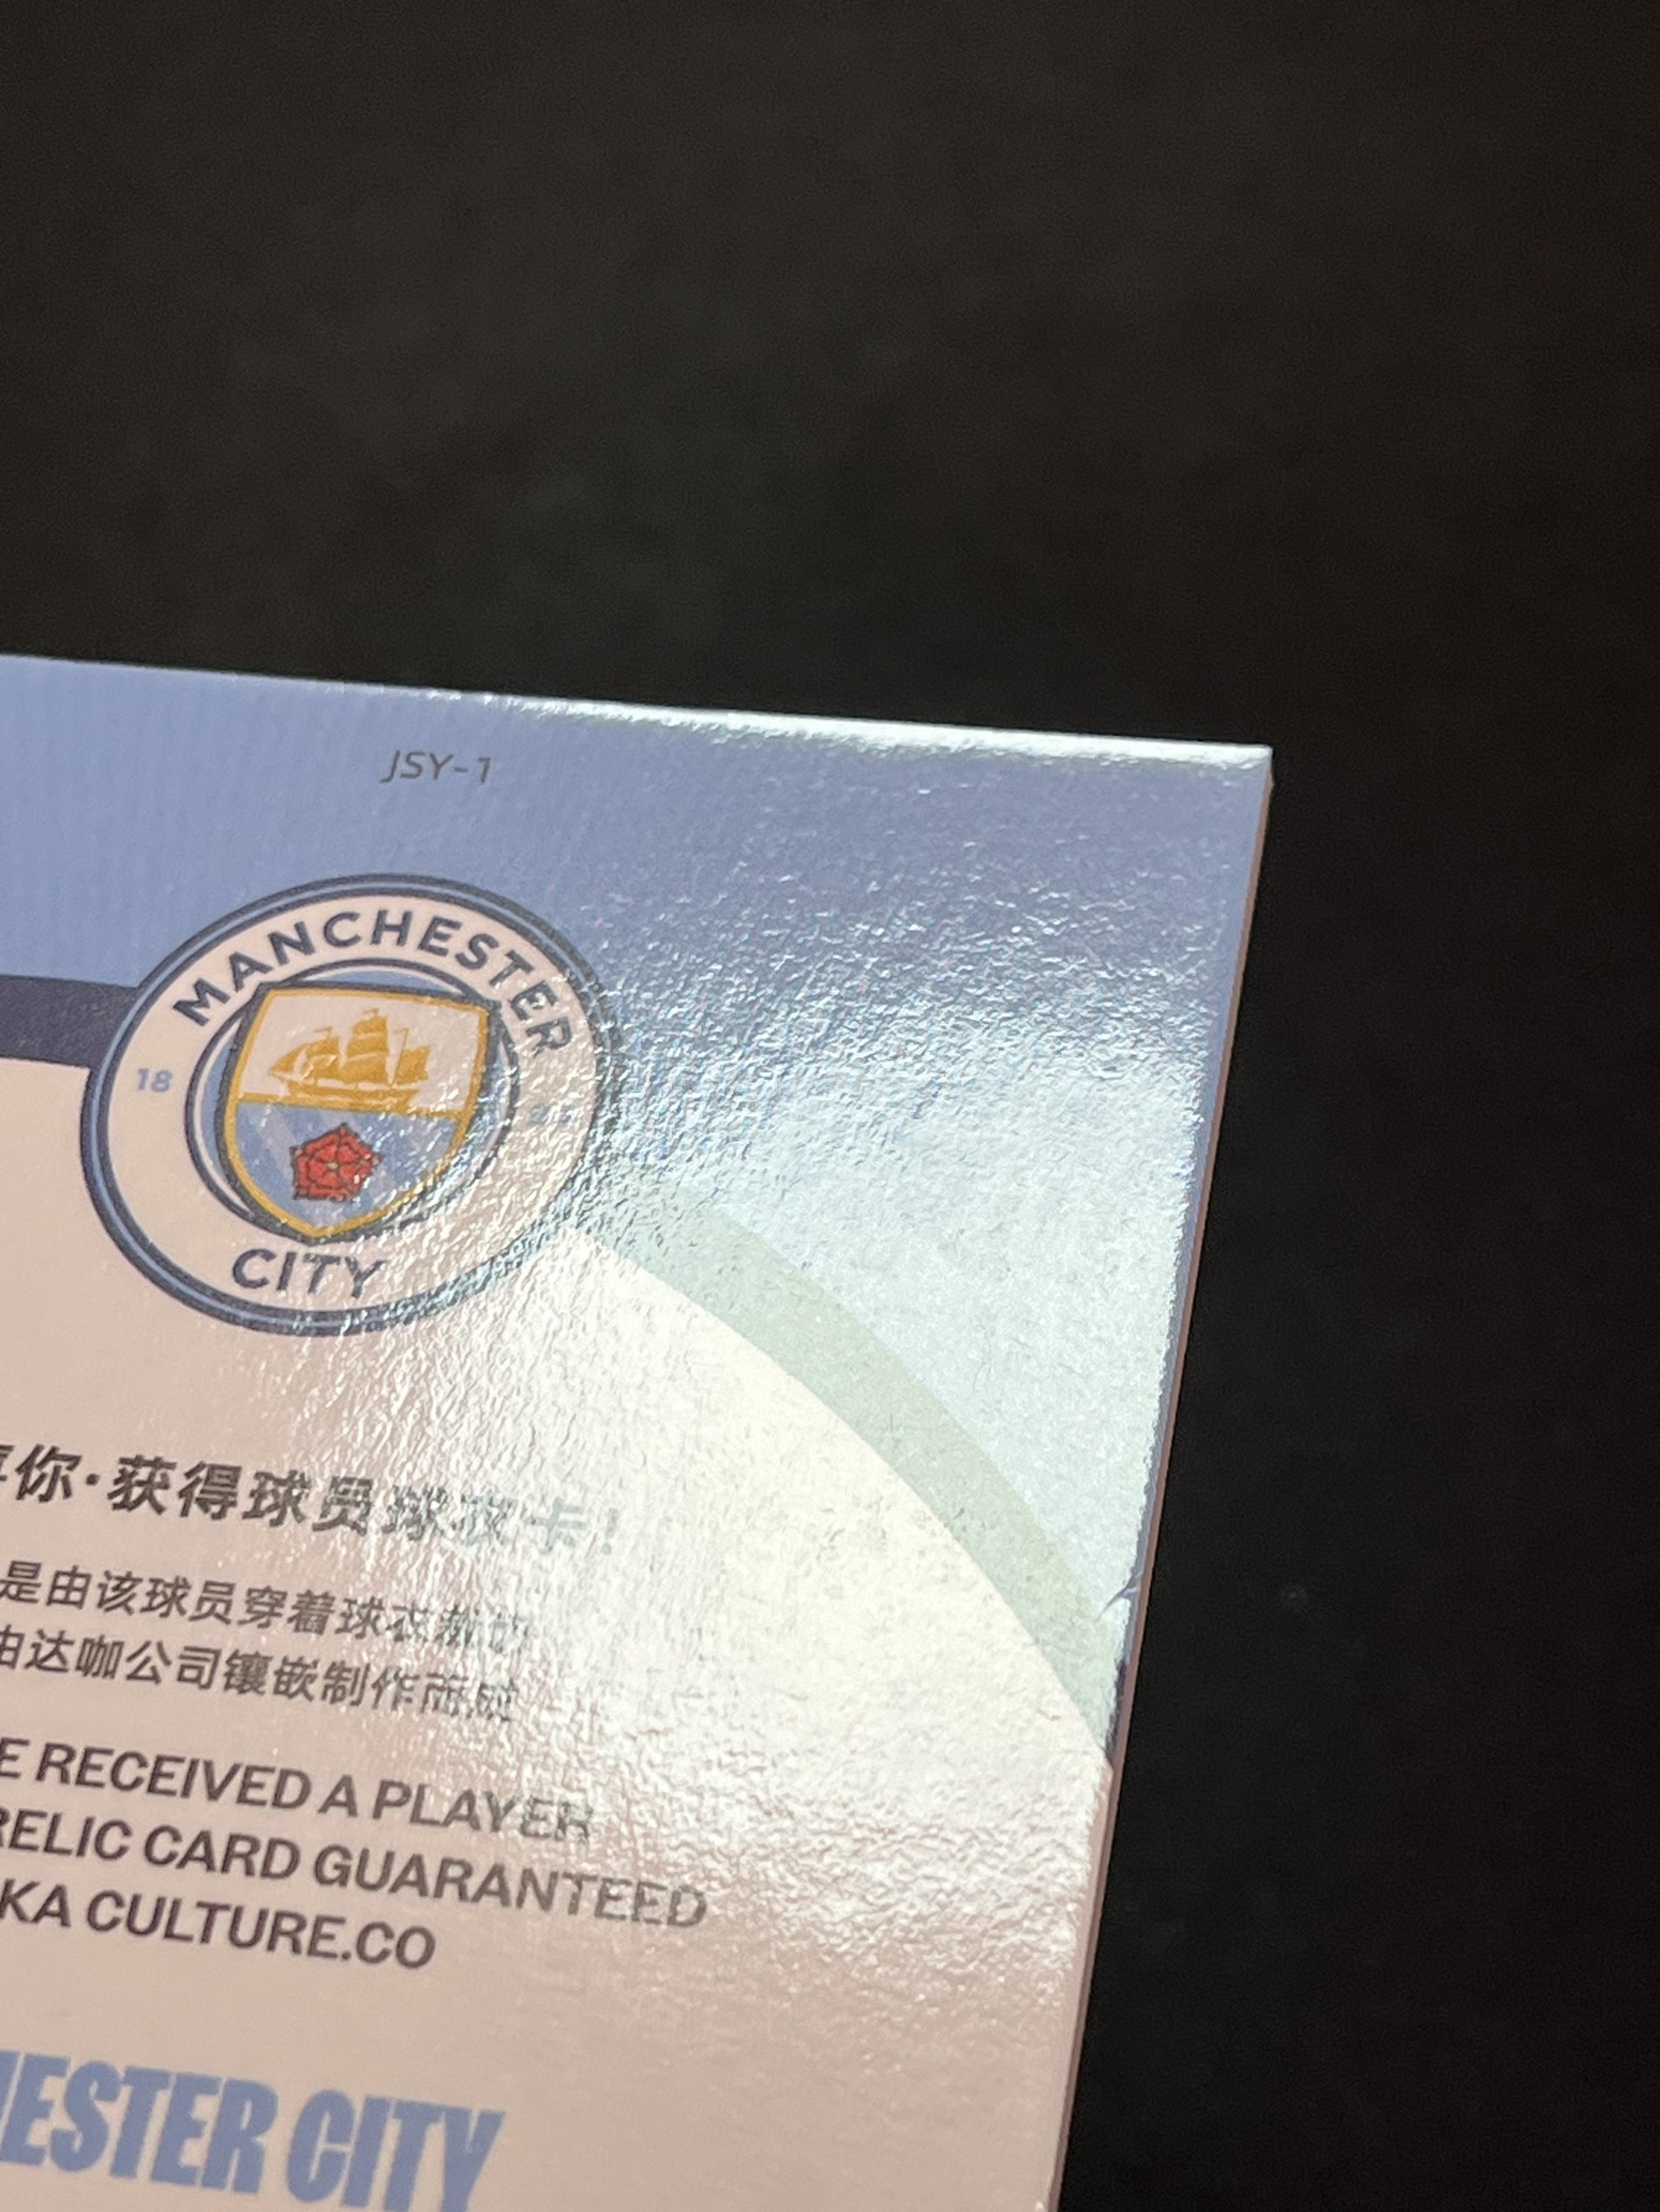 JSY-1
MANCHESTER
18
CITY
你·获得球员球衣卡!
是由该球员穿着球衣
由达咖公司镶嵌制作而成
E RECEIVED A PLAYER
RELIC CARD GUARANTEED
KA CULTURE.CO
ESTER CITY